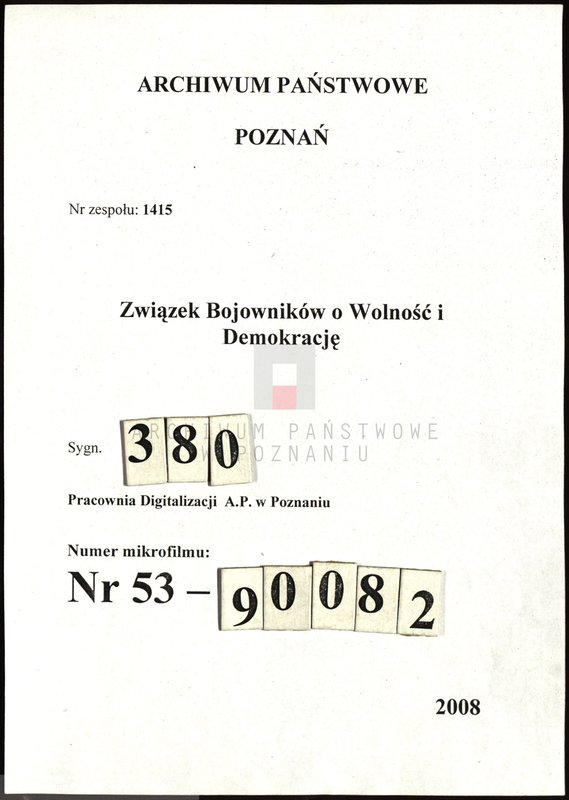 ARCHIWUM PAŃSTWOWE
POZNAŃ
Nr zespołu: 1415
Związek Bojowników o Wolność i
Demokrację
Sygn. 380
ARCHIWUM PAŃSTWOWE
W POZNANIU
Pracownia Digitalizacji A.P. w Poznaniu
Numer mikrofilmu:
Nr 53 – 90082
2008